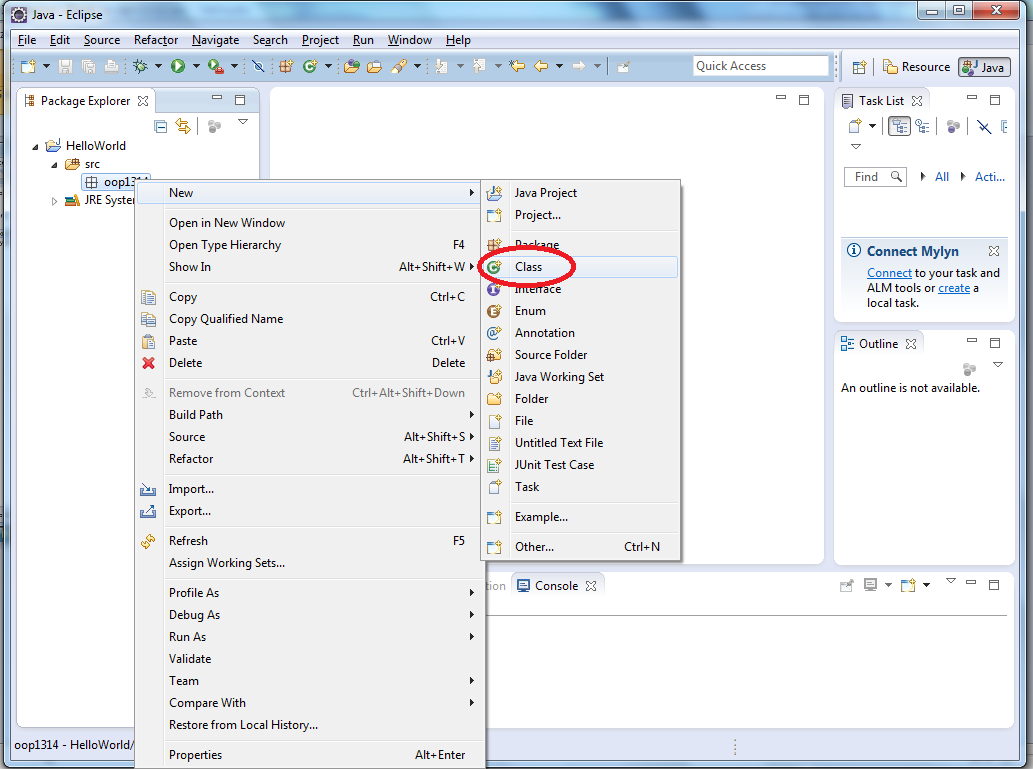 Java - Eclipse
File Edit Source Refactor Navigate Search Project Run Window Help
Quick Access
Resource
Java
Package Explorer
HelloWorld
src
oop1314
JRE System
New
Open in New Window
Open Type Hierarchy F4
Show In Alt+Shift+W
Copy Ctrl+C
Copy Qualified Name
Paste Ctrl+V
Delete Delete
Remove from Context Ctrl+Alt+Shift+Down
Build Path
Source Alt+Shift+S
Refactor Alt+Shift+T
Import...
Export...
Refresh F5
Assign Working Sets...
Profile As
Debug As
Run As
Validate
Team
Compare With
Restore from Local History...
Properties Alt+Enter
Java Project
Project...
Package
Class
Interface
Enum
Annotation
Source Folder
Java Working Set
Folder
File
Untitled Text File
JUnit Test Case
Task
Example...
Other... Ctrl+N
Task List
Find
All
Acti...
Connect Mylyn
Connect to your task and
ALM tools or create a
local task.
Outline
An outline is not available.
tion
Console
oop1314 - HelloWorld/